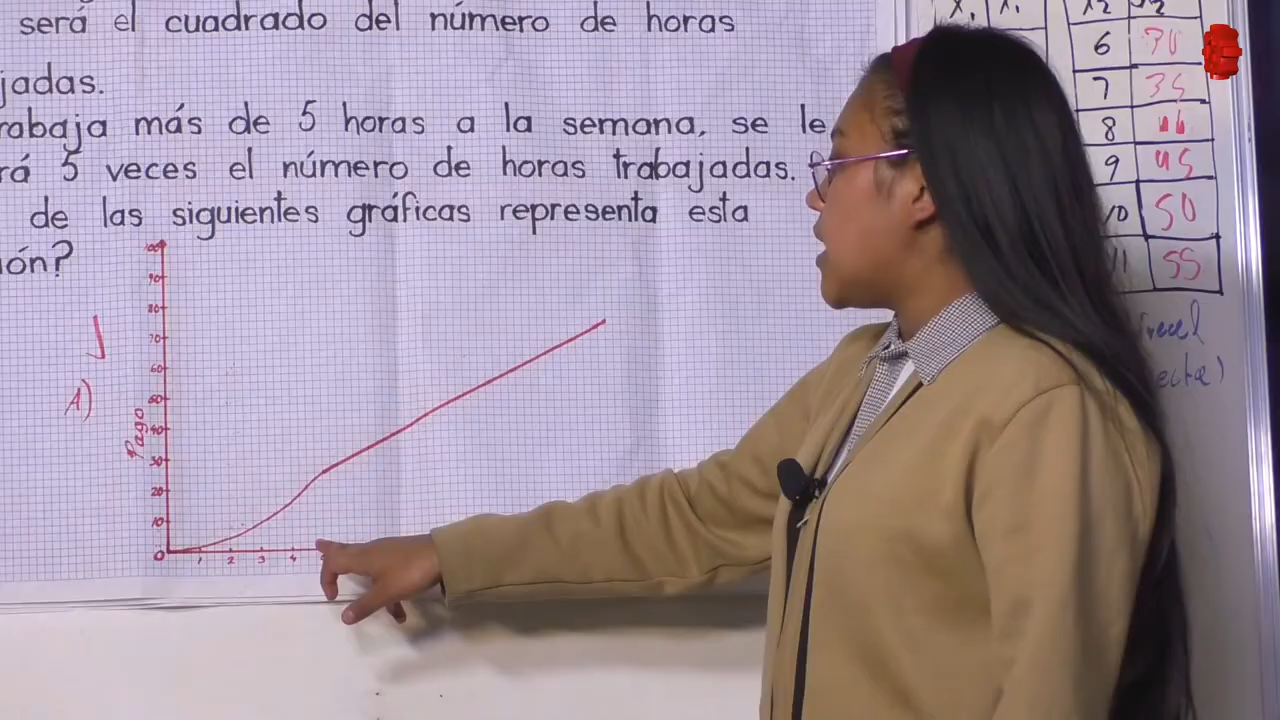 será el cuadrado del número de horas
jadas.
rabaja más de 5 horas a la semana, se le
rá 5 veces el número de horas trabajadas.
de las siguientes gráficas representa esta
ión?
A)
Pago
100
90
80
70
60
50
40
30
20
10
0
1 2 3 4
6
7 35
8
9 45
10 50
11 55